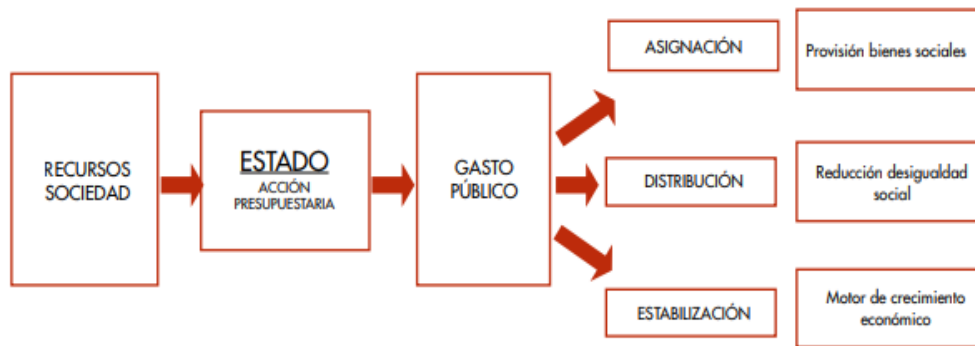 RECURSOS
SOCIEDAD
ESTADO
ACCIÓN
PRESUPUESTARIA
GASTO
PÚBLICO
ASIGNACIÓN
Provisión bienes sociales
DISTRIBUCIÓN
Reducción desigualdad
social
ESTABILIZACIÓN
Motor de crecimiento
económico